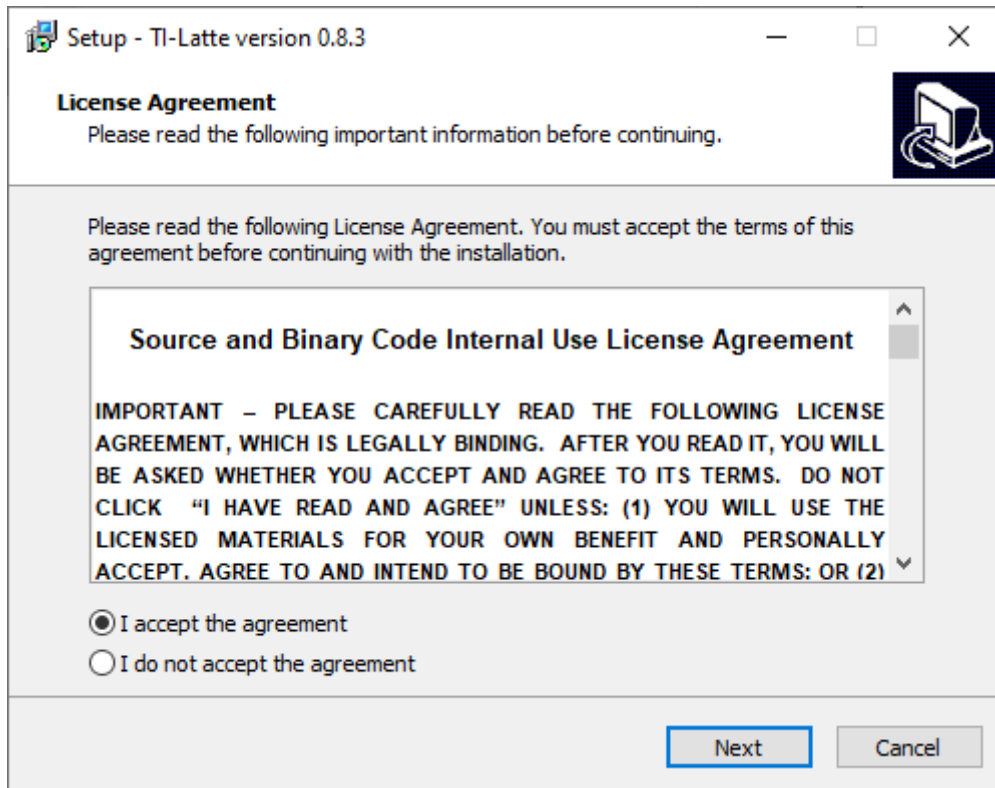 Setup - TI-Latte version 0.8.3
License Agreement
Please read the following important information before continuing.
Please read the following License Agreement. You must accept the terms of this
agreement before continuing with the installation.
Source and Binary Code Internal Use License Agreement
IMPORTANT – PLEASE CAREFULLY READ THE FOLLOWING LICENSE
AGREEMENT, WHICH IS LEGALLY BINDING. AFTER YOU READ IT, YOU WILL
BE ASKED WHETHER YOU ACCEPT AND AGREE TO ITS TERMS. DO NOT
CLICK “I HAVE READ AND AGREE” UNLESS: (1) YOU WILL USE THE
LICENSED MATERIALS FOR YOUR OWN BENEFIT AND PERSONALLY
ACCEPT, AGREE TO AND INTEND TO BE BOUND BY THESE TERMS; OR (2)
I accept the agreement
I do not accept the agreement
Next
Cancel